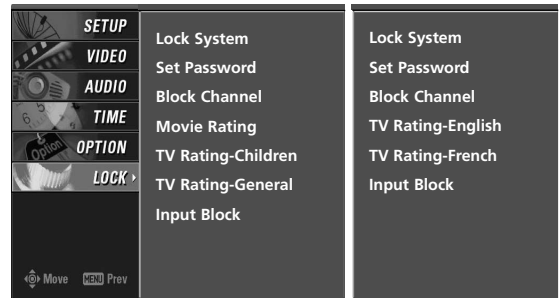 SETUP
VIDEO
AUDIO
TIME
OPTION
LOCK
Move MENU Prev
Lock System
Set Password
Block Channel
Movie Rating
TV Rating-Children
TV Rating-General
Input Block
Lock System
Set Password
Block Channel
TV Rating-English
TV Rating-French
Input Block